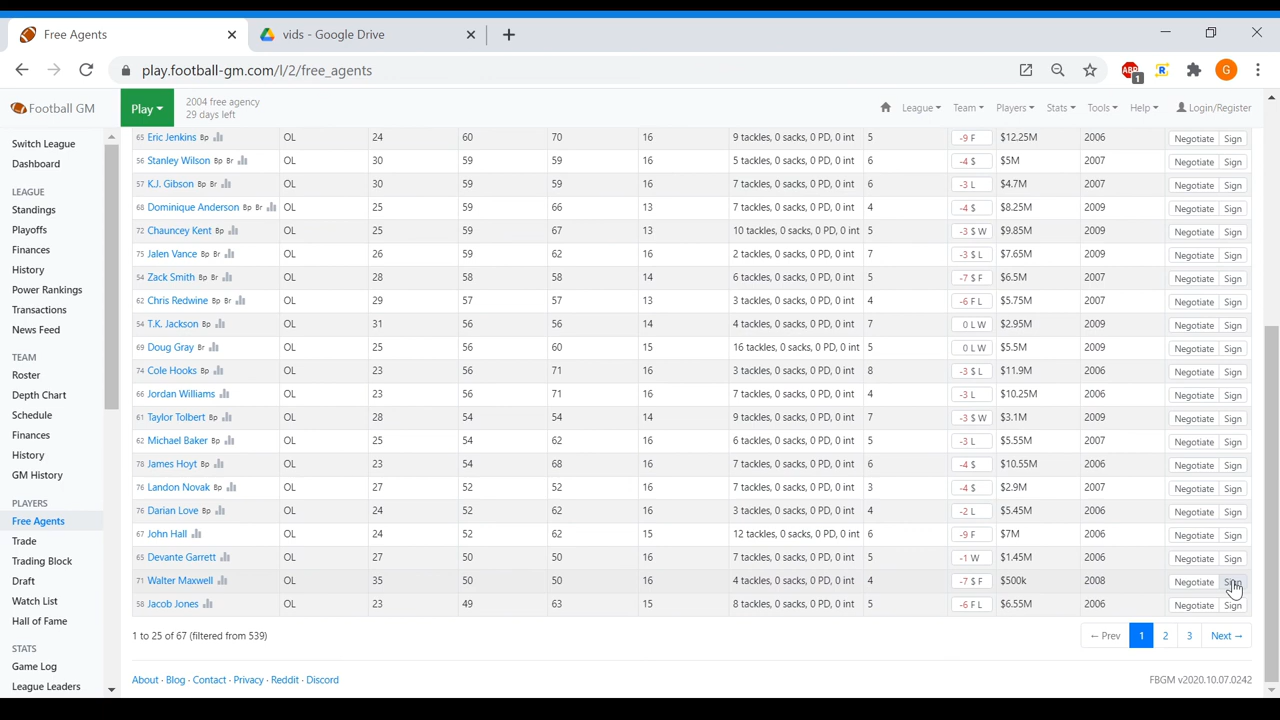 Free Agents
vids - Google Drive
play.football-gm.com/l/2/free_agents
ABP 1 R G
Football GM
Play
2004 free agency
29 days left
League Team Players Stats Tools Help Login/Register
Switch League
Dashboard
LEAGUE
Standings
Playoffs
Finances
History
Power Rankings
Transactions
News Feed
TEAM
Roster
Depth Chart
Schedule
Finances
History
GM History
PLAYERS
Free Agents
Trade
Trading Block
Draft
Watch List
Hall of Fame
STATS
Game Log
League Leaders
65 Eric Jenkins Bp OL 24 60 70 16 9 tackles, 0 sacks, 0 PD, 0 int 5 -9 F $12.25M 2006 Negotiate Sign
56 Stanley Wilson Bp Br OL 30 59 59 16 5 tackles, 0 sacks, 0 PD, 0 int 6 -4 $ $5M 2007 Negotiate Sign
57 K.J. Gibson Bp Br OL 30 59 59 16 7 tackles, 0 sacks, 0 PD, 0 int 6 -3 L $4.7M 2007 Negotiate Sign
68 Dominique Anderson Bp Br OL 25 59 66 13 7 tackles, 0 sacks, 0 PD, 0 int 4 -4 $ $8.25M 2009 Negotiate Sign
72 Chauncey Kent Bp OL 25 59 67 13 10 tackles, 0 sacks, 0 PD, 0 int 5 -3 $ W $9.85M 2009 Negotiate Sign
75 Jalen Vance Bp Br OL 26 59 62 16 2 tackles, 0 sacks, 0 PD, 0 int 7 -3 $ L $7.65M 2009 Negotiate Sign
54 Zack Smith Bp Br OL 28 58 58 14 6 tackles, 0 sacks, 0 PD, 0 int 5 -7 $ F $6.5M 2007 Negotiate Sign
62 Chris Redwine Bp Br OL 29 57 57 13 3 tackles, 0 sacks, 0 PD, 0 int 4 -6 F L $5.75M 2007 Negotiate Sign
54 T.K. Jackson Bp OL 31 56 56 14 4 tackles, 0 sacks, 0 PD, 0 int 7 0 L W $2.95M 2009 Negotiate Sign
69 Doug Gray Br OL 25 56 60 15 16 tackles, 0 sacks, 0 PD, 0 int 5 0 L W $5.5M 2009 Negotiate Sign
74 Cole Hooks Bp OL 23 56 71 16 3 tackles, 0 sacks, 0 PD, 0 int 8 -3 $ L $11.9M 2006 Negotiate Sign
66 Jordan Williams OL 23 56 71 16 7 tackles, 0 sacks, 0 PD, 0 int 4 -3 L $10.25M 2006 Negotiate Sign
61 Taylor Tolbert Bp OL 28 54 54 14 9 tackles, 0 sacks, 0 PD, 0 int 7 -3 $ W $3.1M 2009 Negotiate Sign
62 Michael Baker Bp OL 25 54 62 16 6 tackles, 0 sacks, 0 PD, 0 int 5 -3 L $5.55M 2007 Negotiate Sign
78 James Hoyt Bp OL 23 54 68 16 7 tackles, 0 sacks, 0 PD, 0 int 6 -4 $ $10.55M 2006 Negotiate Sign
76 Landon Novak Bp OL 27 52 52 16 7 tackles, 0 sacks, 0 PD, 0 int 3 -4 $ $2.9M 2007 Negotiate Sign
76 Darian Love Bp OL 24 52 62 16 3 tackles, 0 sacks, 0 PD, 0 int 4 -2 L $5.45M 2006 Negotiate Sign
67 John Hall OL 24 52 62 15 12 tackles, 0 sacks, 0 PD, 0 int 6 -9 F $7M 2006 Negotiate Sign
65 Devante Garrett OL 27 50 50 16 7 tackles, 0 sacks, 0 PD, 0 int 5 -1 W $1.45M 2006 Negotiate Sign
71 Walter Maxwell OL 35 50 50 16 4 tackles, 0 sacks, 0 PD, 0 int 4 -7 $ F $500k 2008 Negotiate Sign
58 Jacob Jones OL 23 49 63 15 8 tackles, 0 sacks, 0 PD, 0 int 5 -6 F L $6.55M 2006 Negotiate Sign
1 to 25 of 67 (filtered from 539)
← Prev 1 2 3 Next →
About · Blog · Contact · Privacy · Reddit · Discord
FBGM v2020.10.07.0242